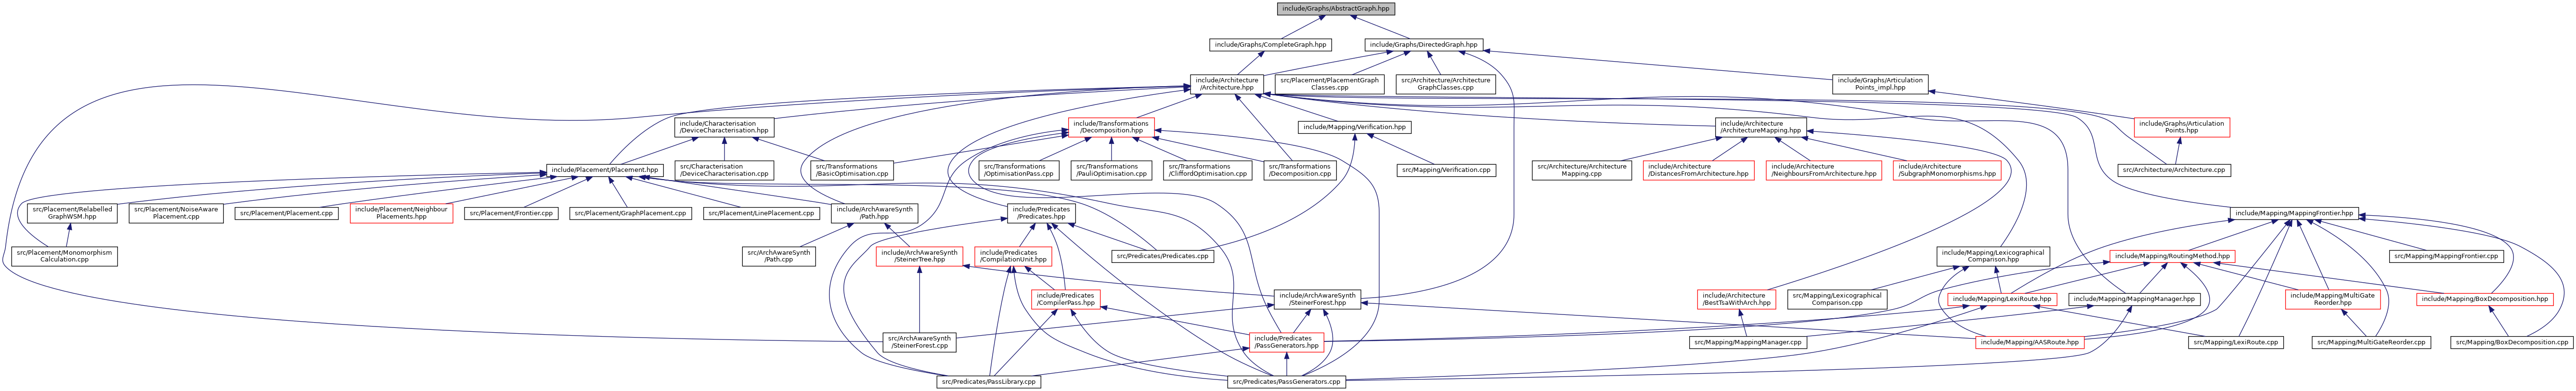 include/Graphs/AbstractGraph.hpp
include/Graphs/CompleteGraph.hpp
include/Graphs/DirectedGraph.hpp
include/Architecture
/Architecture.hpp
src/Placement/PlacementGraph
Classes.cpp
src/Architecture/Architecture
GraphClasses.cpp
include/Graphs/Articulation
Points_impl.hpp
include/Characterisation
/DeviceCharacterisation.hpp
include/Transformations
/Decomposition.hpp
include/Mapping/Verification.hpp
include/Architecture
/ArchitectureMapping.hpp
include/Graphs/Articulation
Points.hpp
include/Placement/Placement.hpp
src/Characterisation
/DeviceCharacterisation.cpp
src/Transformations
/BasicOptimisation.cpp
src/Transformations
/OptimisationPass.cpp
src/Transformations
/PauliOptimisation.cpp
src/Transformations
/CliffordOptimisation.cpp
src/Transformations
/Decomposition.cpp
src/Mapping/Verification.cpp
src/Architecture/Architecture
Mapping.cpp
include/Architecture
/DistancesFromArchitecture.hpp
include/Architecture
/NeighboursFromArchitecture.hpp
include/Architecture
/SubgraphMonomorphisms.hpp
src/Architecture/Architecture.cpp
src/Placement/Relabelled
GraphWSM.hpp
src/Placement/NoiseAware
Placement.cpp
src/Placement/Placement.cpp
include/Placement/Neighbour
Placements.hpp
src/Placement/Frontier.cpp
src/Placement/GraphPlacement.cpp
src/Placement/LinePlacement.cpp
include/ArchAwareSynth
/Path.hpp
include/Predicates
/Predicates.hpp
include/Mapping/MappingFrontier.hpp
src/Placement/Monomorphism
Calculation.cpp
src/ArchAwareSynth
/Path.cpp
include/ArchAwareSynth
/SteinerTree.hpp
include/Predicates
/CompilationUnit.hpp
src/Predicates/Predicates.cpp
include/Mapping/Lexicographical
Comparison.hpp
include/Mapping/RoutingMethod.hpp
src/Mapping/MappingFrontier.cpp
include/Predicates
/CompilerPass.hpp
include/ArchAwareSynth
/SteinerForest.hpp
include/Architecture
/BestTsaWithArch.hpp
src/Mapping/Lexicographical
Comparison.cpp
include/Mapping/LexiRoute.hpp
include/Mapping/MappingManager.hpp
include/Mapping/MultiGate
Reorder.hpp
include/Mapping/BoxDecomposition.hpp
src/ArchAwareSynth
/SteinerForest.cpp
include/Predicates
/PassGenerators.hpp
src/Mapping/MappingManager.cpp
include/Mapping/AASRoute.hpp
src/Mapping/LexiRoute.cpp
src/Mapping/MultiGateReorder.cpp
src/Mapping/BoxDecomposition.cpp
src/Predicates/PassLibrary.cpp
src/Predicates/PassGenerators.cpp